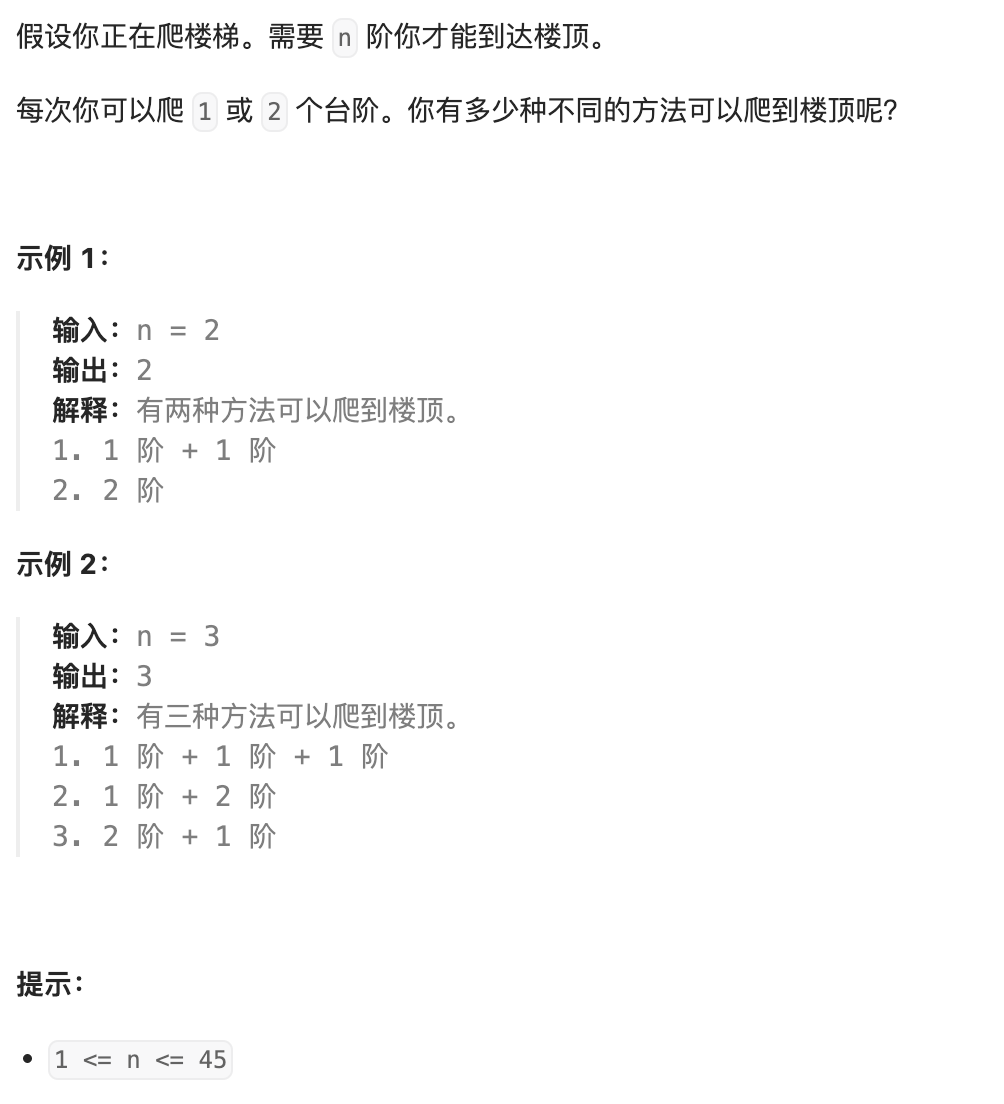 假设你正在爬楼梯。需要 n 阶你才能到达楼顶。
每次你可以爬 1 或 2 个台阶。你有多少种不同的方法可以爬到楼顶呢？
示例 1：
输入：n = 2
输出：2
解释：有两种方法可以爬到楼顶。
1. 1 阶 + 1 阶
2. 2 阶
示例 2：
输入：n = 3
输出：3
解释：有三种方法可以爬到楼顶。
1. 1 阶 + 1 阶 + 1 阶
2. 1 阶 + 2 阶
3. 2 阶 + 1 阶
提示：
• 1 <= n <= 45